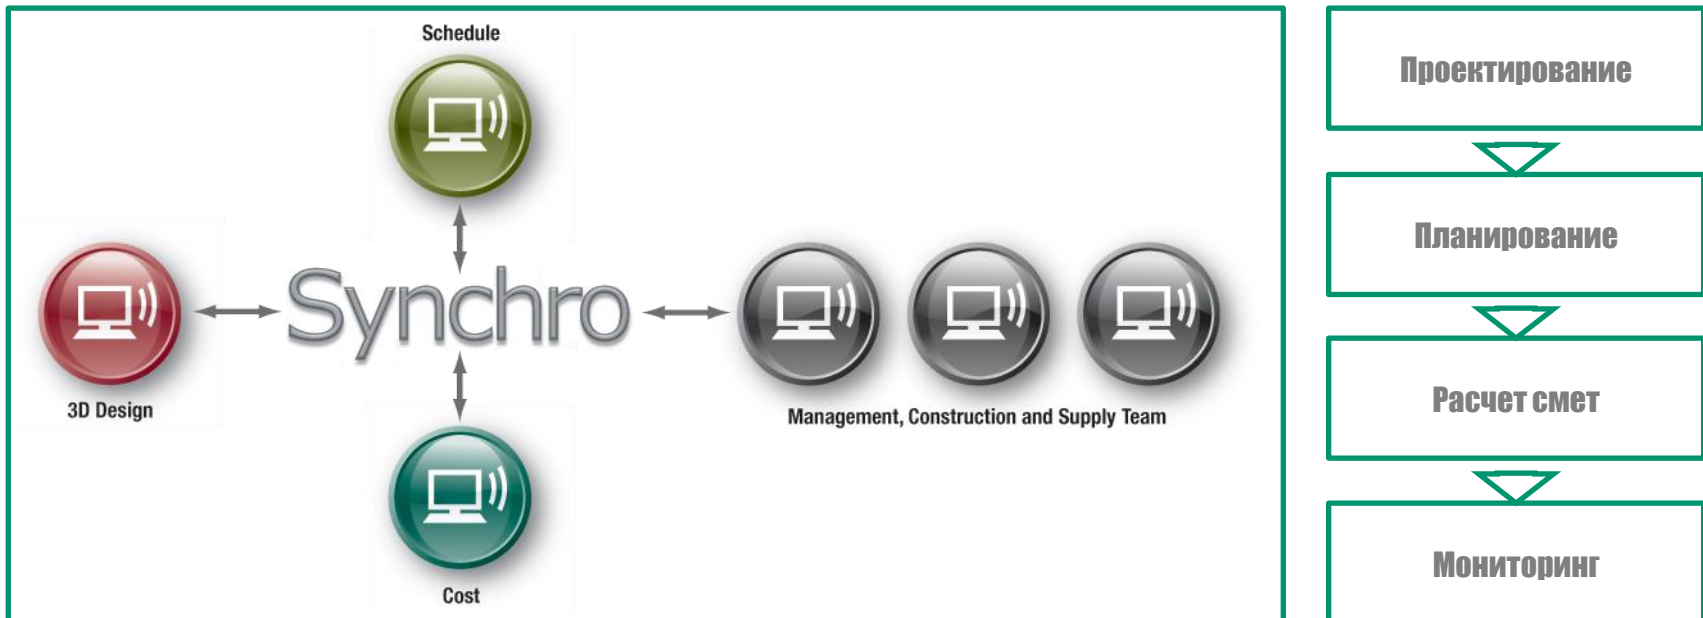 Schedule
Synchro
3D Design
Management, Construction and Supply Team
Cost
Проектирование
Планирование
Расчет смет
Мониторинг